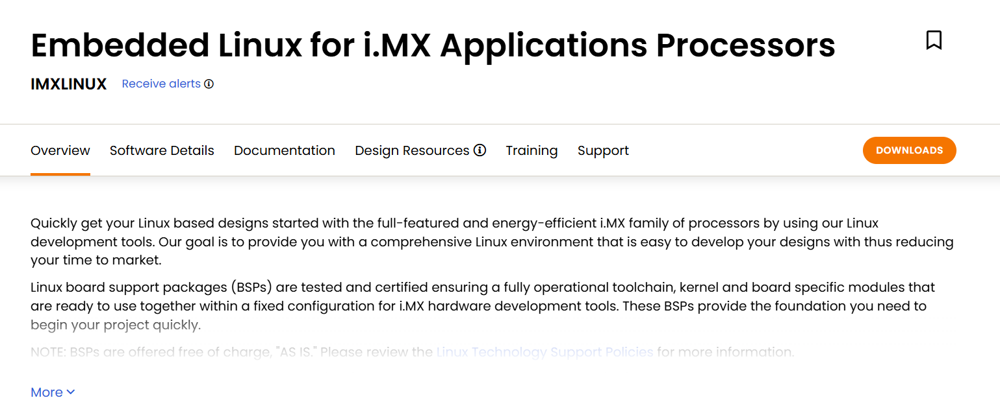 Embedded Linux for i.MX Applications Processors
IMXLINUX Receive alerts
Overview Software Details Documentation Design Resources Training Support DOWNLOADS
Quickly get your Linux based designs started with the full-featured and energy-efficient i.MX family of processors by using our Linux
development tools. Our goal is to provide you with a comprehensive Linux environment that is easy to develop your designs with thus reducing
your time to market.
Linux board support packages (BSPs) are tested and certified ensuring a fully operational toolchain, kernel and board specific modules that
are ready to use together within a fixed configuration for i.MX hardware development tools. These BSPs provide the foundation you need to
begin your project quickly.
NOTE: BSPs are offered free of charge, "AS IS." Please review the Linux Technology Support Policies for more information.
More